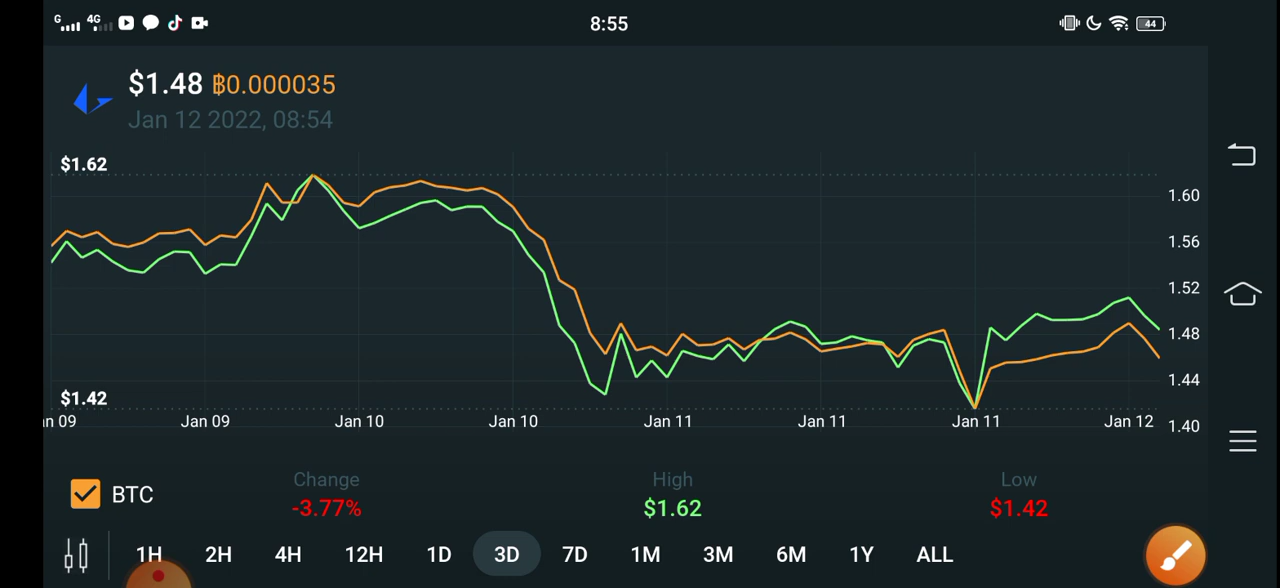 G 4G 8:55 44
$1.48 ฿0.000035
Jan 12 2022, 08:54
$1.62
1.60
1.56
1.52
1.48
1.44
$1.42
1.40
n 09 Jan 09 Jan 10 Jan 10 Jan 11 Jan 11 Jan 11 Jan 12
Change High Low
BTC -3.77% $1.62 $1.42
1H 2H 4H 12H 1D 3D 7D 1M 3M 6M 1Y ALL